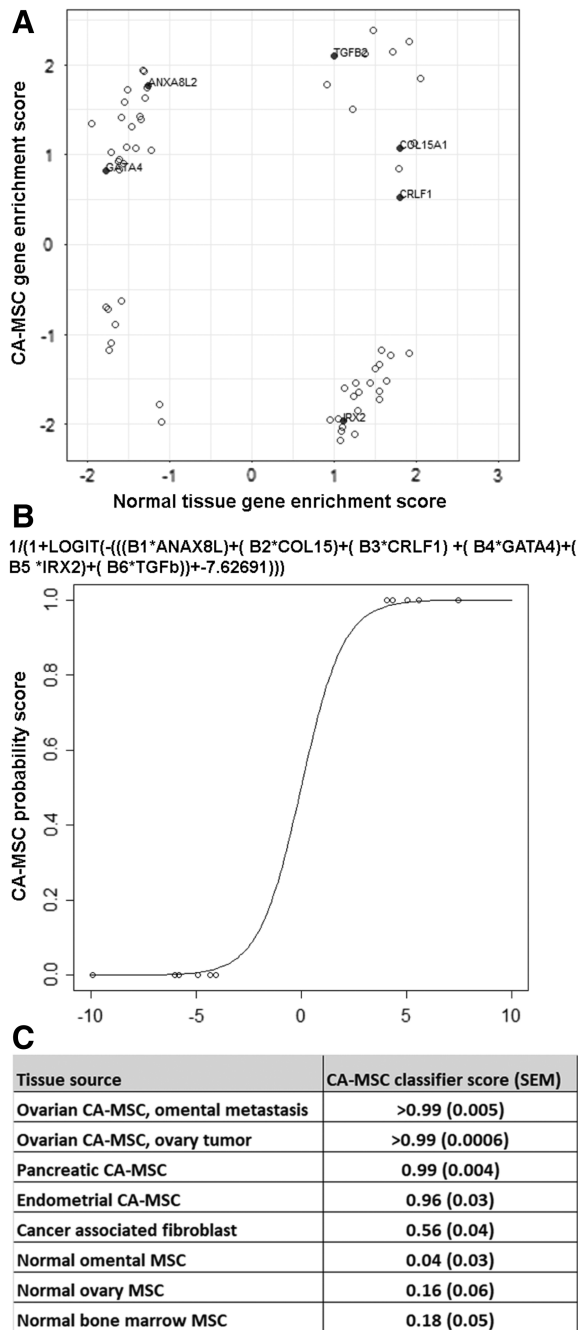 A
TGFB2
ANXA8L2
COL15A1
GATA4
CRLF1
IRX2
2
1
0
-1
-2
CA-MSC gene enrichment score
-2 -1 0 1 2 3
Normal tissue gene enrichment score
B
1/(1+LOGIT(-(((B1*ANAX8L)+( B2*COL15)+( B3*CRLF1) +( B4*GATA4)+(
B5 *IRX2)+( B6*TGFb))+-7.62691)))
1.0
0.8
0.6
0.4
0.2
0.0
CA-MSC probability score
-10 -5 0 5 10
C
Tissue source CA-MSC classifier score (SEM)
Ovarian CA-MSC, omental metastasis >0.99 (0.005)
Ovarian CA-MSC, ovary tumor >0.99 (0.0006)
Pancreatic CA-MSC 0.99 (0.004)
Endometrial CA-MSC 0.96 (0.03)
Cancer associated fibroblast 0.56 (0.04)
Normal omental MSC 0.04 (0.03)
Normal ovary MSC 0.16 (0.06)
Normal bone marrow MSC 0.18 (0.05)